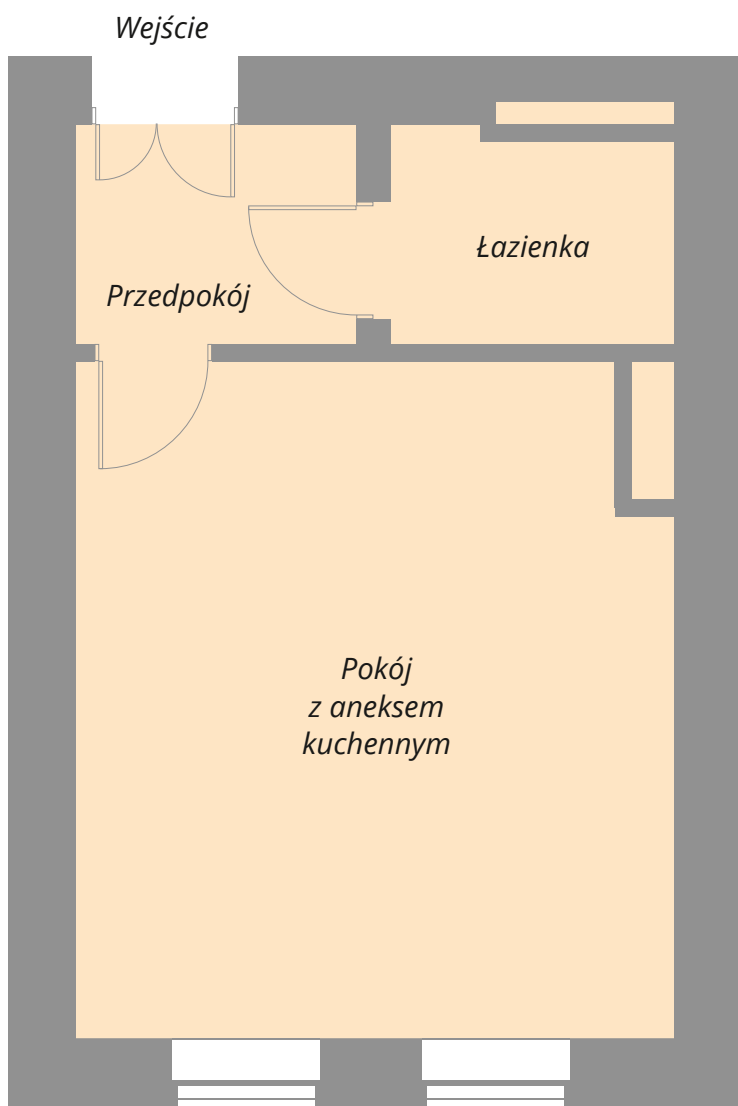 Wejście
Łazienka
Przedpokój
Pokój
z aneksem
kuchennym